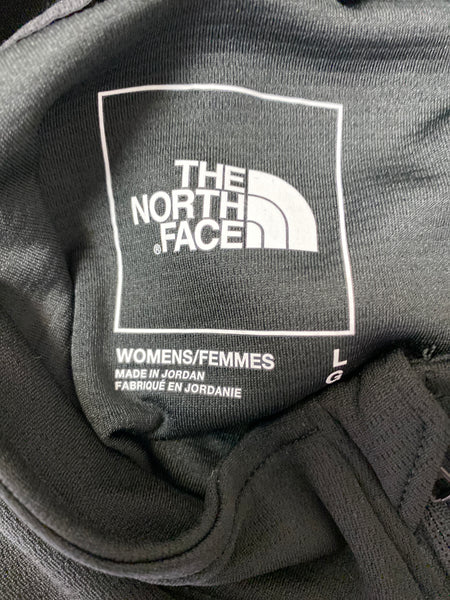 THE
NORTH
FACE
®
WOMENS/FEMMES
MADE IN JORDAN
FABRIQUÉ EN JORDANIE
L
G